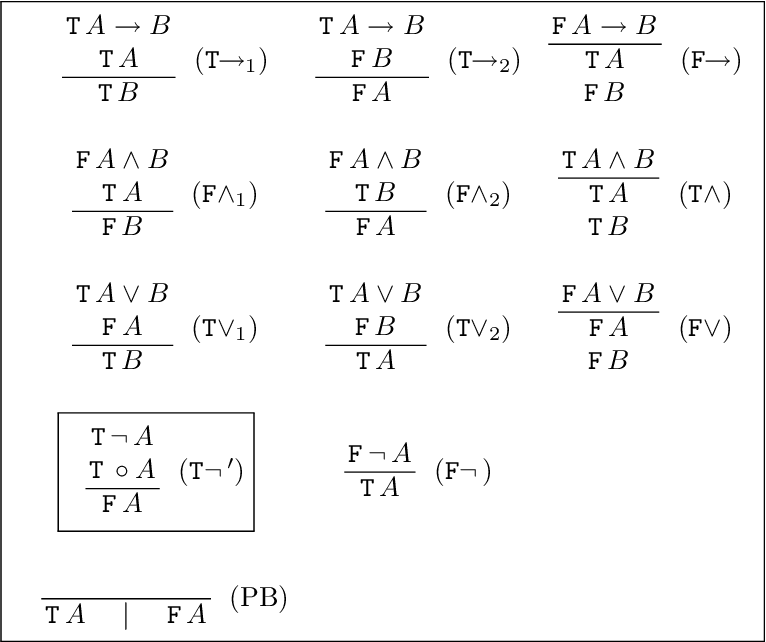 T A → B T A → B F A → B
T A (T→₁) F B (T→₂) T A (F→)
T B F A F B
F A ∧ B F A ∧ B T A ∧ B
T A (F∧₁) T B (F∧₂) T A (T∧)
F B F A T B
T A ∨ B T A ∨ B F A ∨ B
F A (T∨₁) F B (T∨₂) F A (F∨)
T B T A F B
T ¬ A
T ∘ A (T¬ ′)
F A
F ¬ A
T A (F¬ )
(PB)
T A | F A